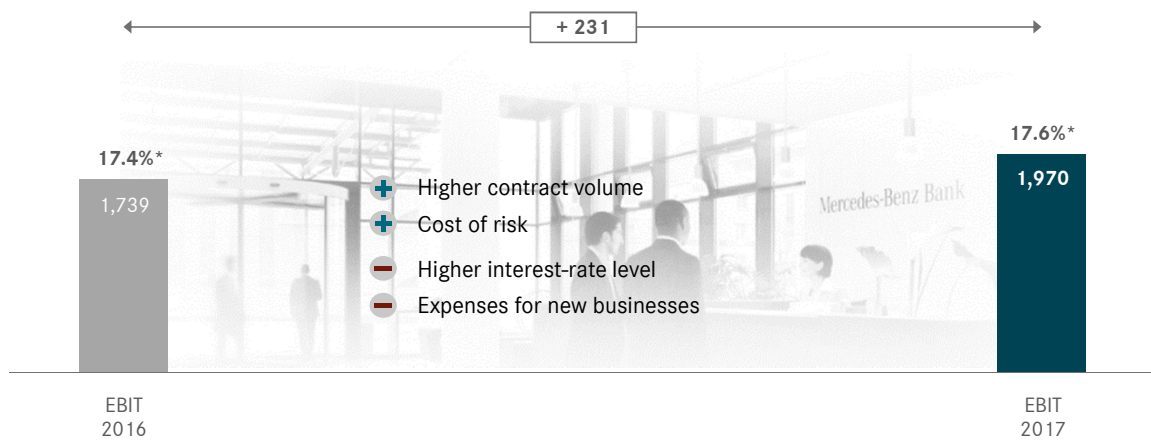 + 231
17.4%*
1,739
Higher contract volume
Cost of risk
Higher interest-rate level
Expenses for new businesses
Mercedes-Benz Bank
17.6%*
1,970
EBIT
2016
EBIT
2017